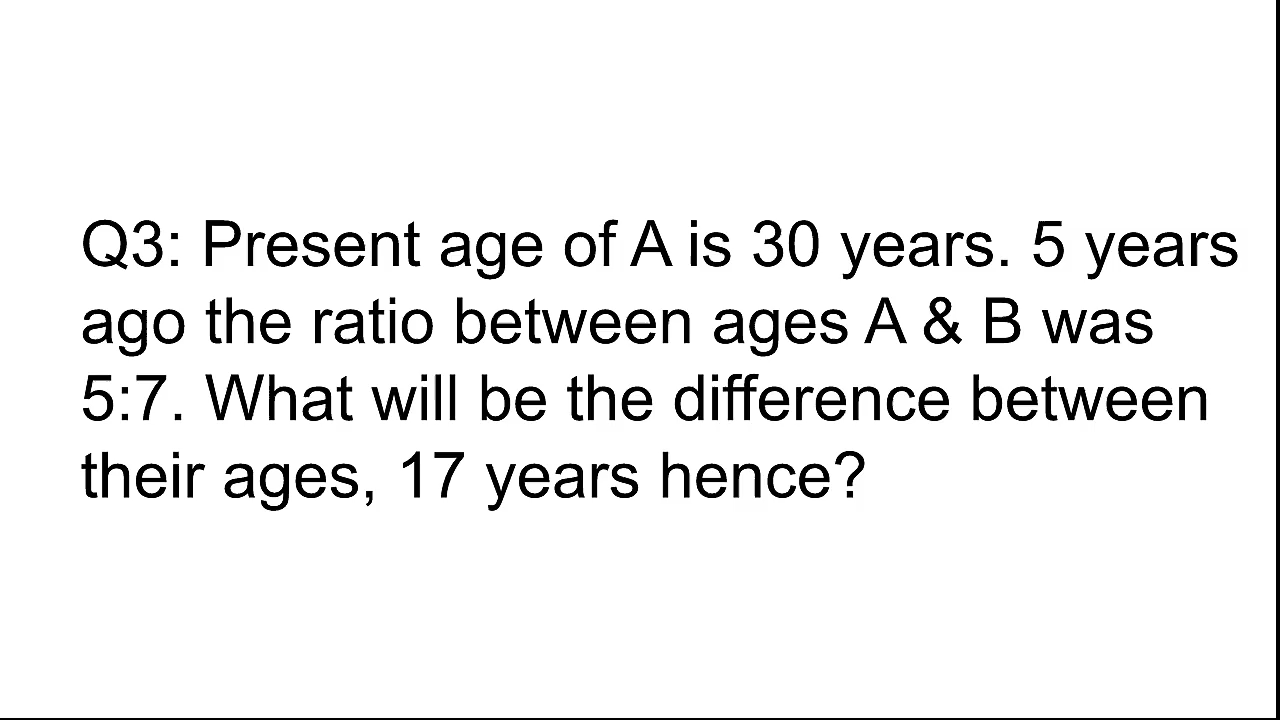 Q3: Present age of A is 30 years. 5 years
ago the ratio between ages A & B was
5:7. What will be the difference between
their ages, 17 years hence?